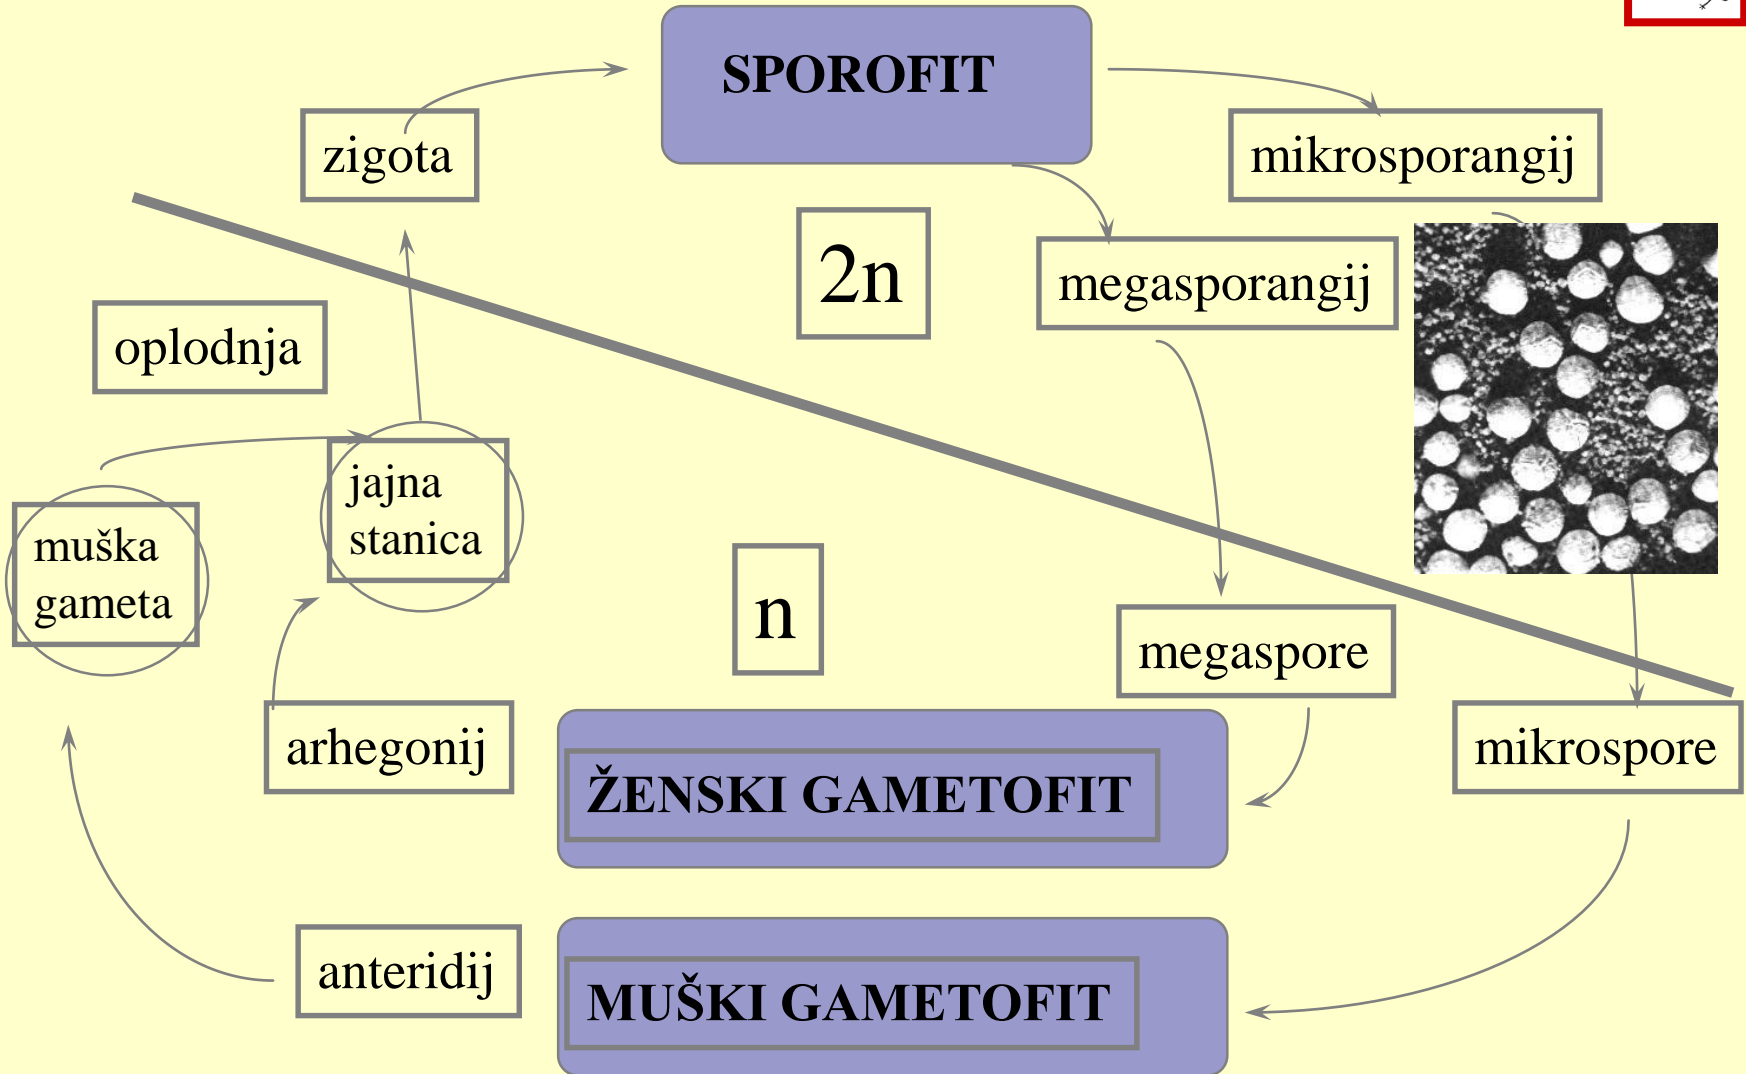 SPOROFIT
zigota
mikrosporangij
2n
megasporangij
oplodnja
jajna
stanica
muška
gameta
n
megaspore
arhegonij
mikrospore
ŽENSKI GAMETOFIT
anteridij
MUŠKI GAMETOFIT